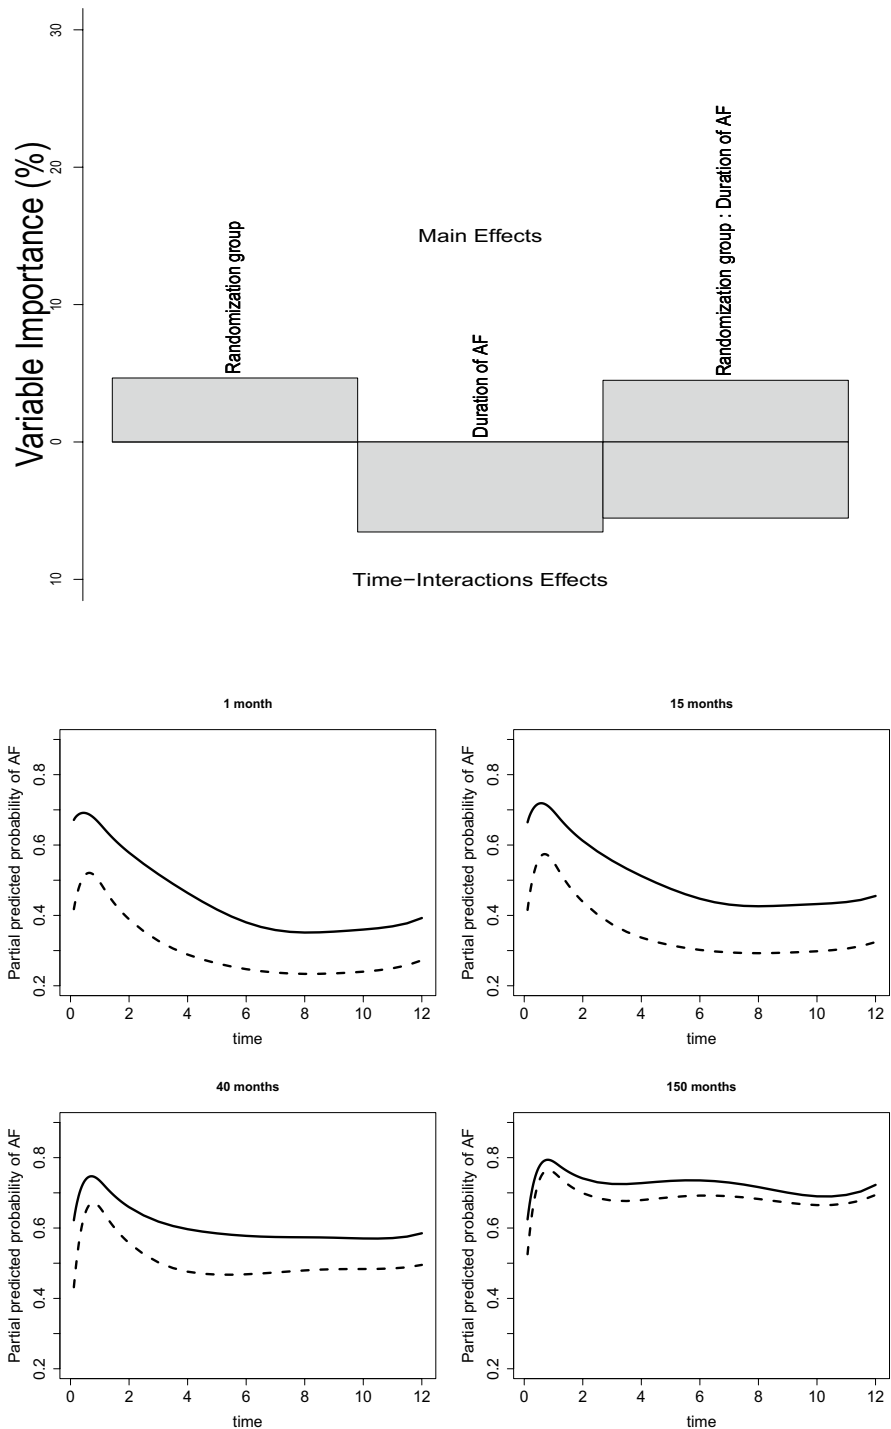 Variable Importance (%)
30
20
10
0
10
Randomization group
Main Effects
Duration of AF
Randomization group : Duration of AF
Time−Interactions Effects
1 month
Partial predicted probability of AF
0.8
0.6
0.4
0.2
0 2 4 6 8 10 12
time
15 months
Partial predicted probability of AF
0.8
0.6
0.4
0.2
0 2 4 6 8 10 12
time
40 months
Partial predicted probability of AF
0.8
0.6
0.4
0.2
0 2 4 6 8 10 12
time
150 months
Partial predicted probability of AF
0.8
0.6
0.4
0.2
0 2 4 6 8 10 12
time